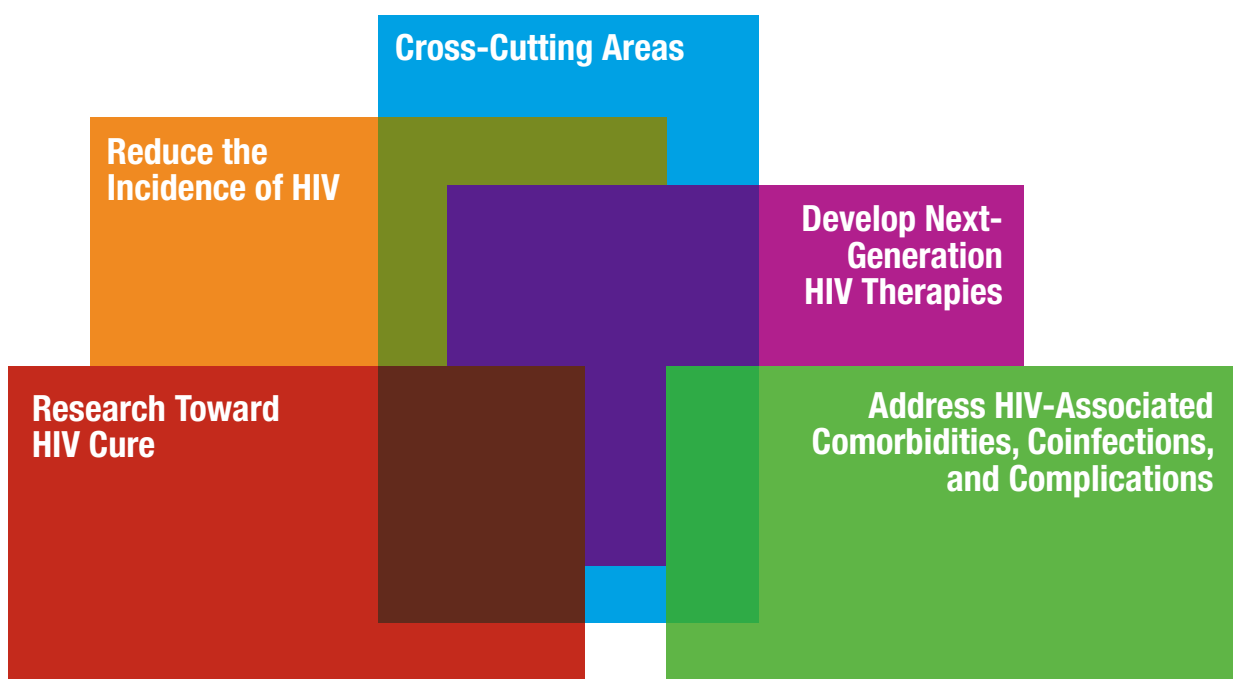 Cross-Cutting Areas
Reduce the
Incidence of HIV
Develop Next-
Generation
HIV Therapies
Research Toward
HIV Cure
Address HIV-Associated
Comorbidities, Coinfections,
and Complications